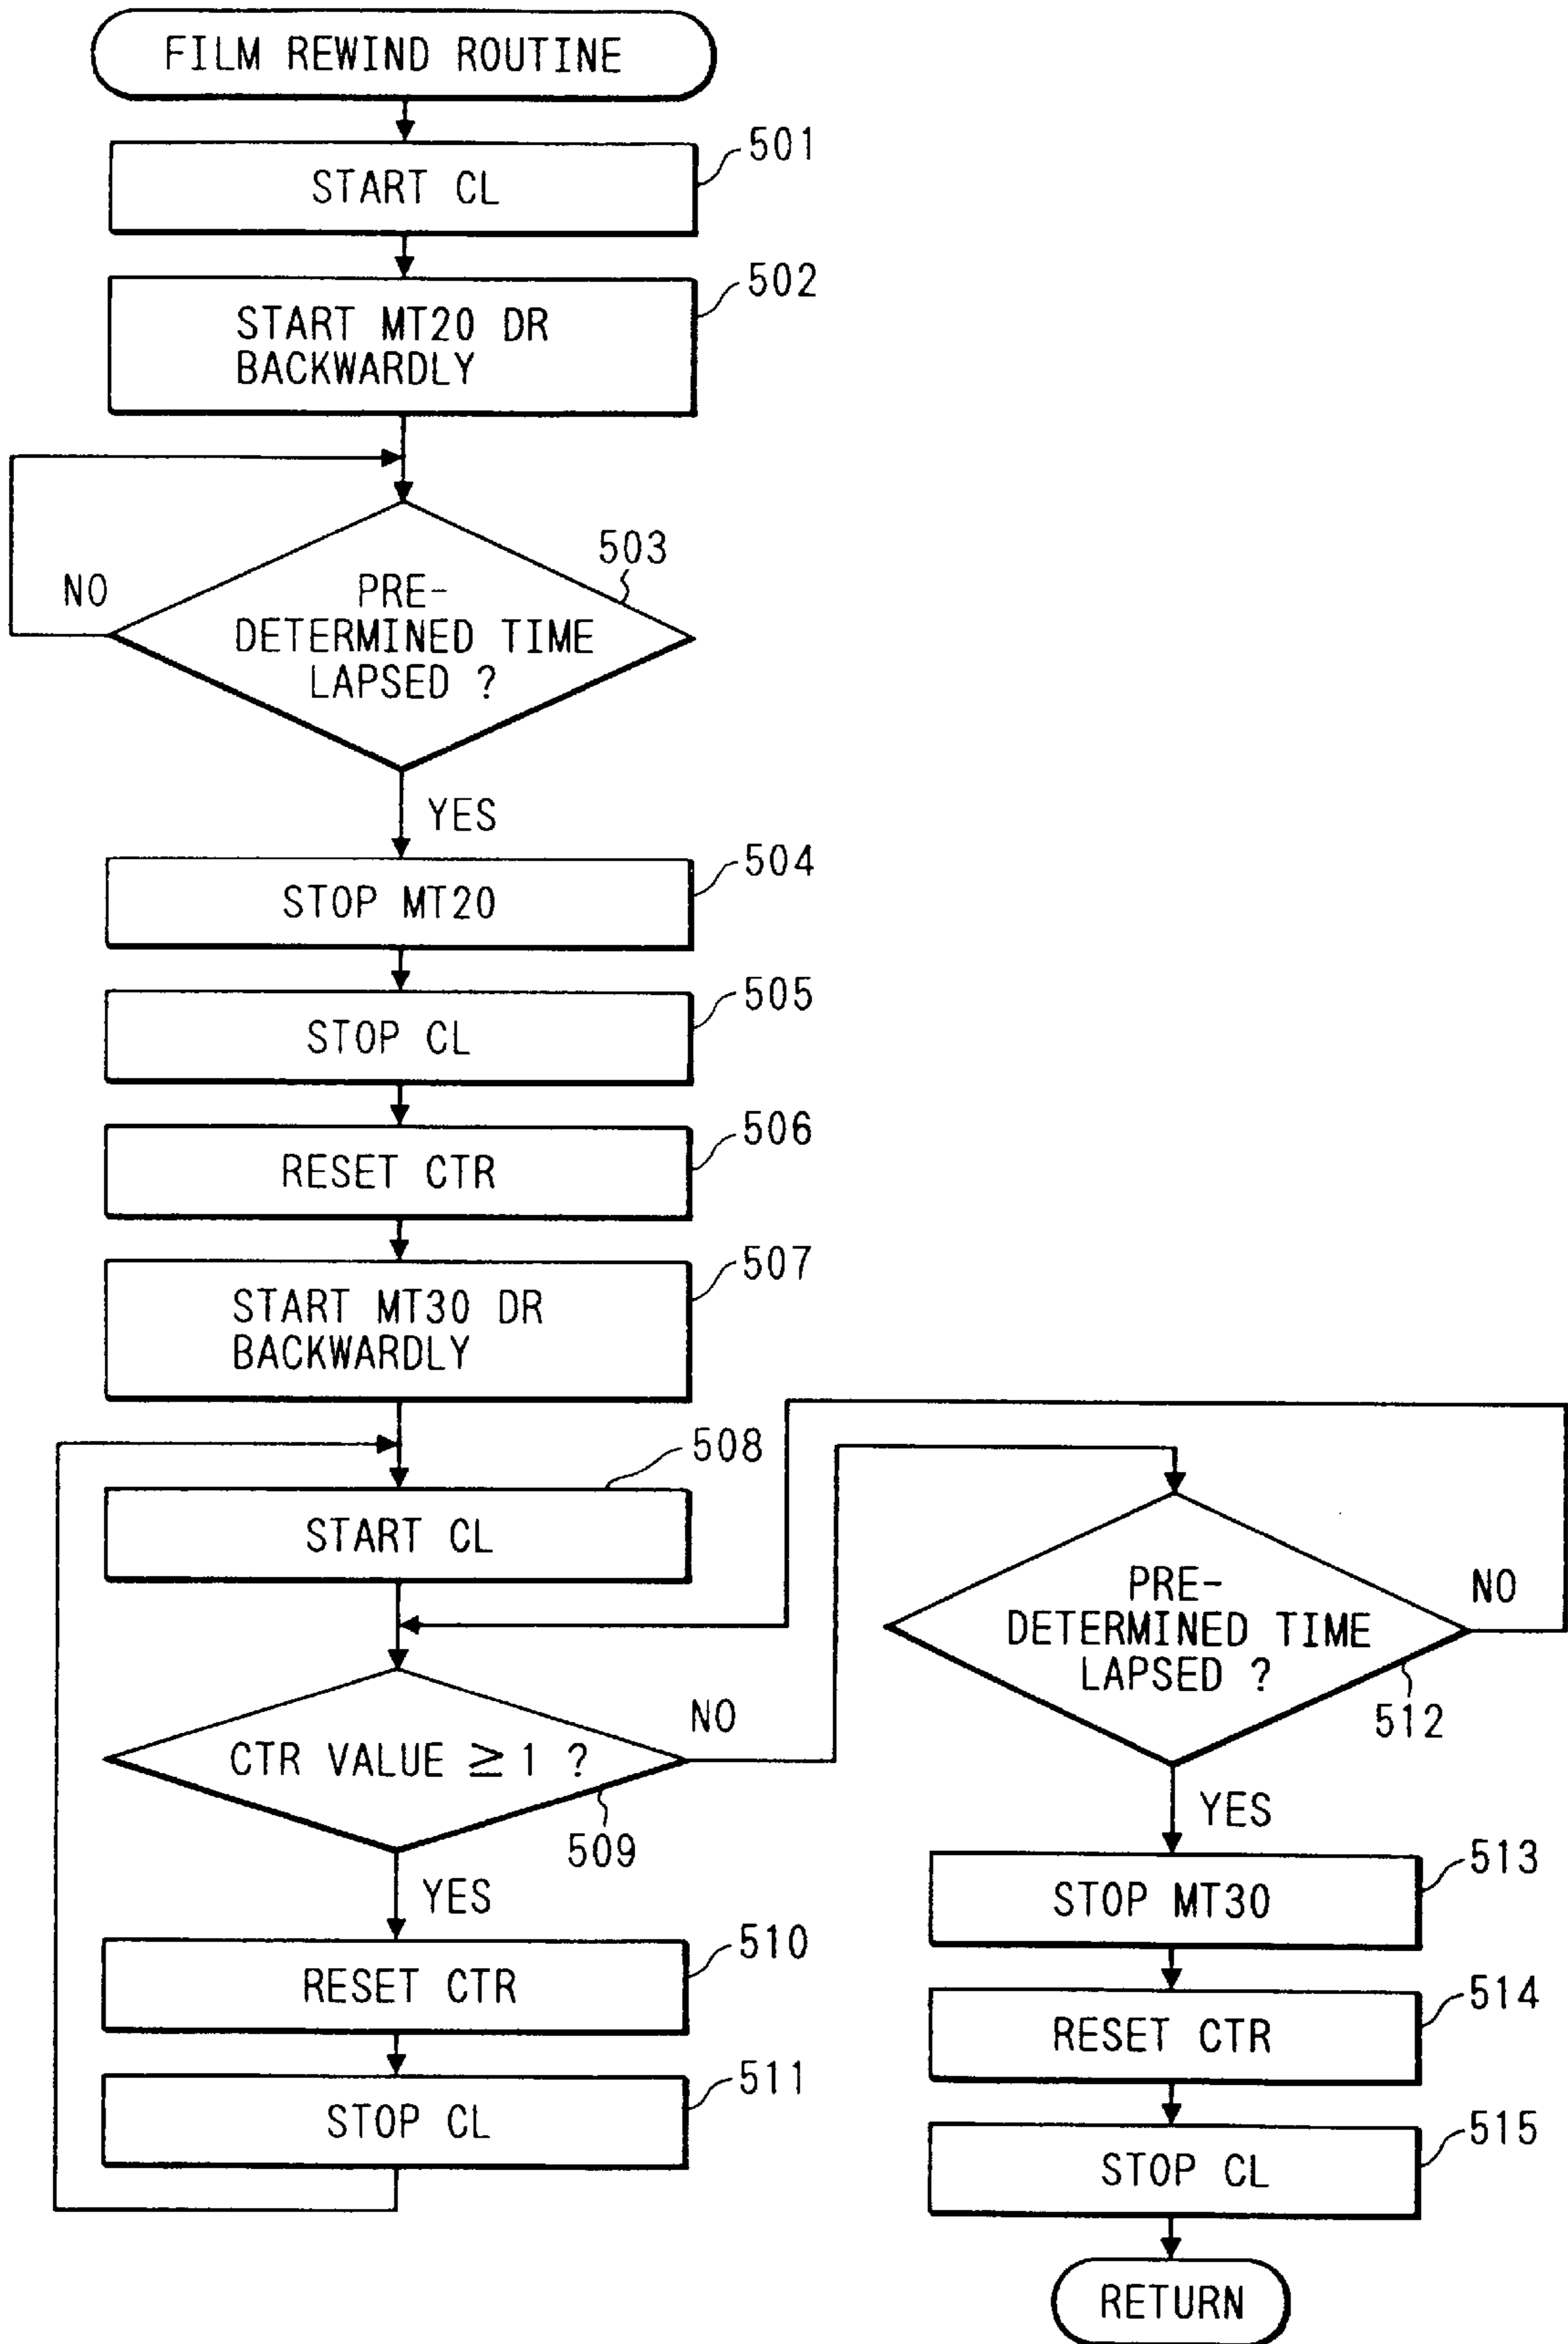 FILM REWIND ROUTINE
501
START CL
502
START MT20 DR
BACKWARDLY
503
NO
PRE-
DETERMINED TIME
LAPSED ?
YES
504
STOP MT20
505
STOP CL
506
RESET CTR
507
START MT30 DR
BACKWARDLY
508
START CL
CTR VALUE ≧ 1 ?
NO
509
YES
510
RESET CTR
511
STOP CL
PRE-
DETERMINED TIME
LAPSED ?
NO
512
YES
513
STOP MT30
514
RESET CTR
515
STOP CL
RETURN